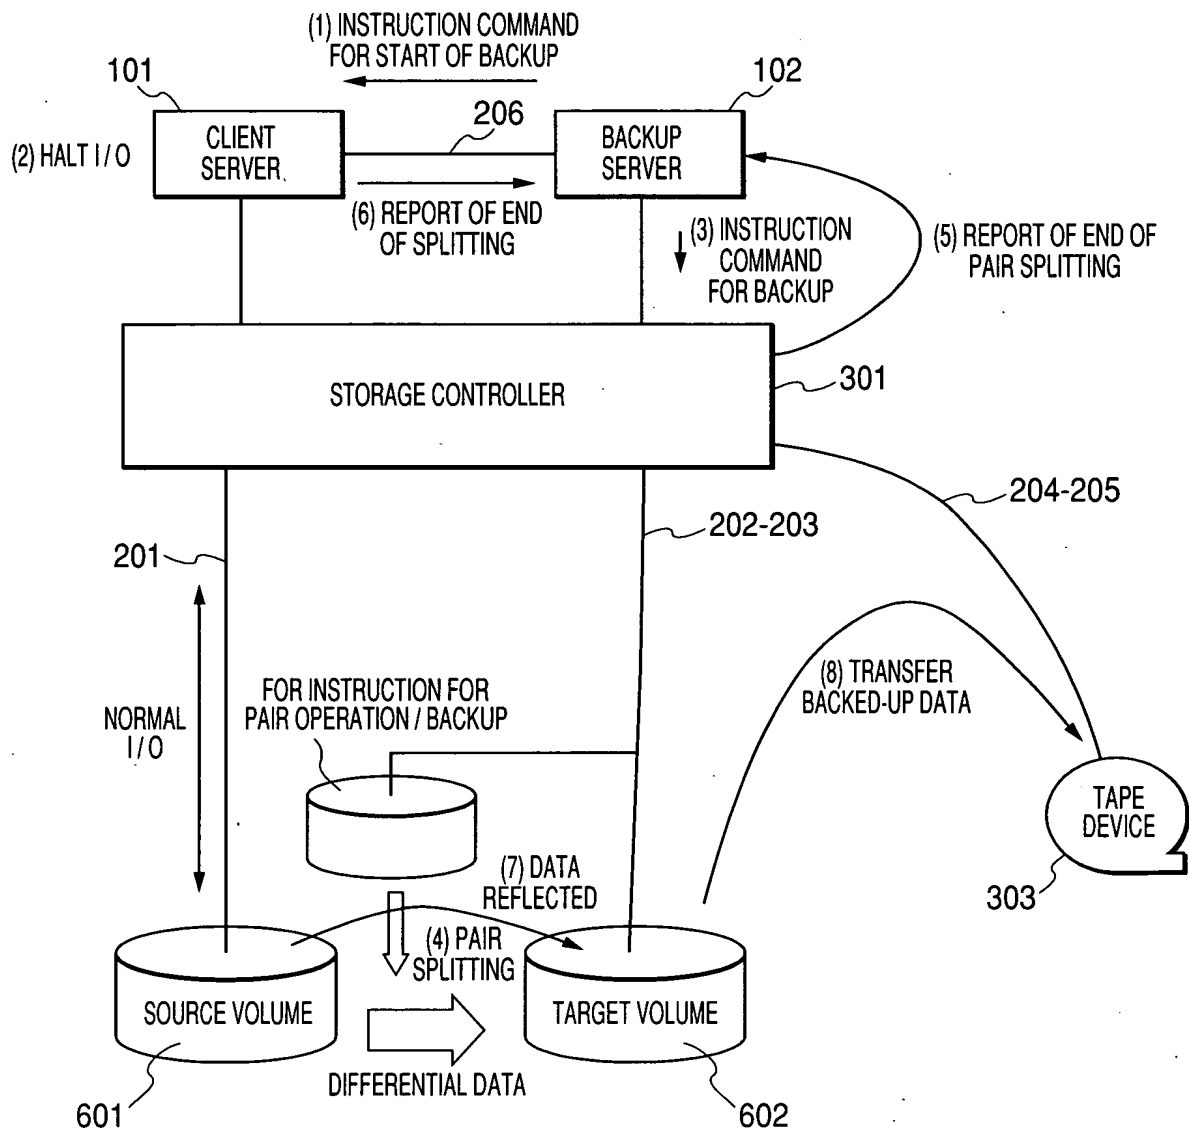 (1) INSTRUCTION COMMAND
FOR START OF BACKUP
101
102
206
CLIENT
SERVER
BACKUP
SERVER
(2) HALT I / O
(6) REPORT OF END
OF SPLITTING
(3) INSTRUCTION
COMMAND
FOR BACKUP
(5) REPORT OF END OF
PAIR SPLITTING
STORAGE CONTROLLER
301
204-205
202-203
201
(8) TRANSFER
BACKED-UP DATA
FOR INSTRUCTION FOR
PAIR OPERATION / BACKUP
NORMAL
I / O
TAPE
DEVICE
303
(7) DATA
REFLECTED
(4) PAIR
SPLITTING
SOURCE VOLUME
TARGET VOLUME
DIFFERENTIAL DATA
601
602